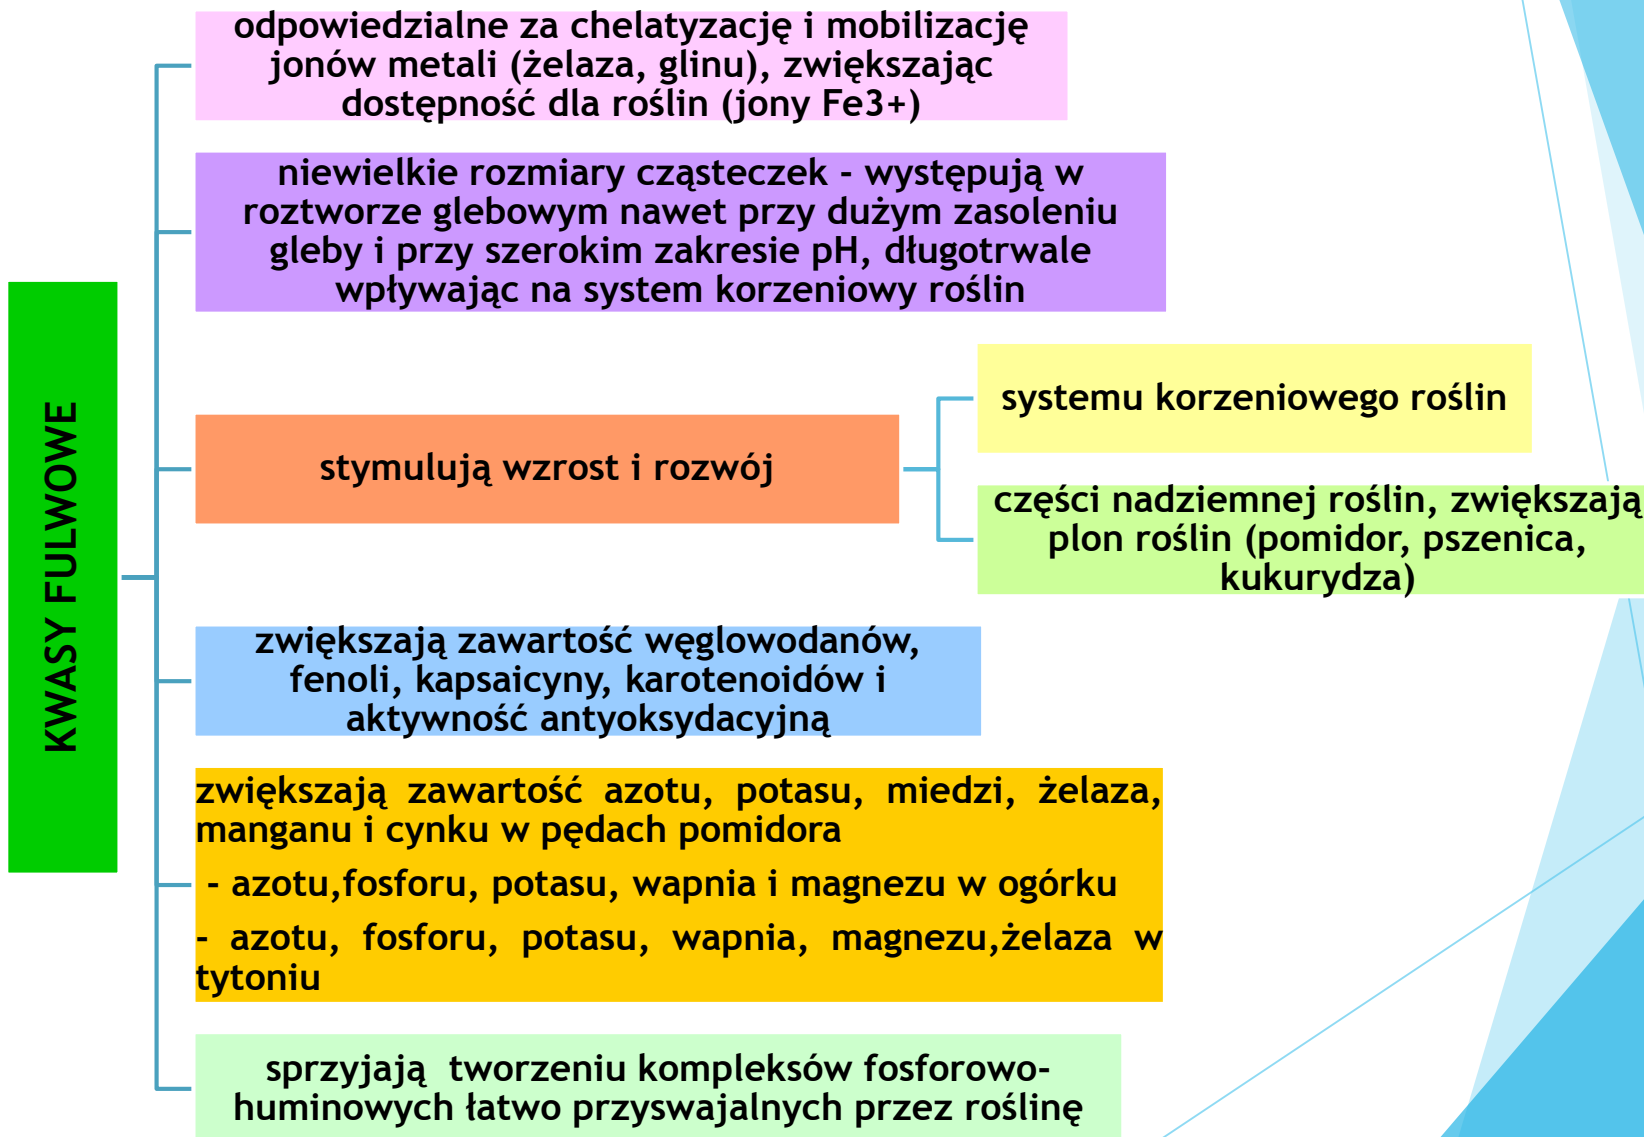 KWASY FULWOWE
odpowiedzialne za chelatyzację i mobilizację
jonów metali (żelaza, glinu), zwiększając
dostępność dla roślin (jony Fe3+)
niewielkie rozmiary cząsteczek - występują w
roztworze glebowym nawet przy dużym zasoleniu
gleby i przy szerokim zakresie pH, długotrwale
wpływając na system korzeniowy roślin
stymulują wzrost i rozwój
systemu korzeniowego roślin
części nadziemnej roślin, zwiększają
plon roślin (pomidor, pszenica,
kukurydza)
zwiększają zawartość węglowodanów,
fenoli, kapsaicyny, karotenoidów i
aktywność antyoksydacyjną
zwiększają zawartość azotu, potasu, miedzi, żelaza,
manganu i cynku w pędach pomidora
- azotu,fosforu, potasu, wapnia i magnezu w ogórku
- azotu, fosforu, potasu, wapnia, magnezu,żelaza w
tytoniu
sprzyjają  tworzeniu kompleksów fosforowo-
huminowych łatwo przyswajalnych przez roślinę